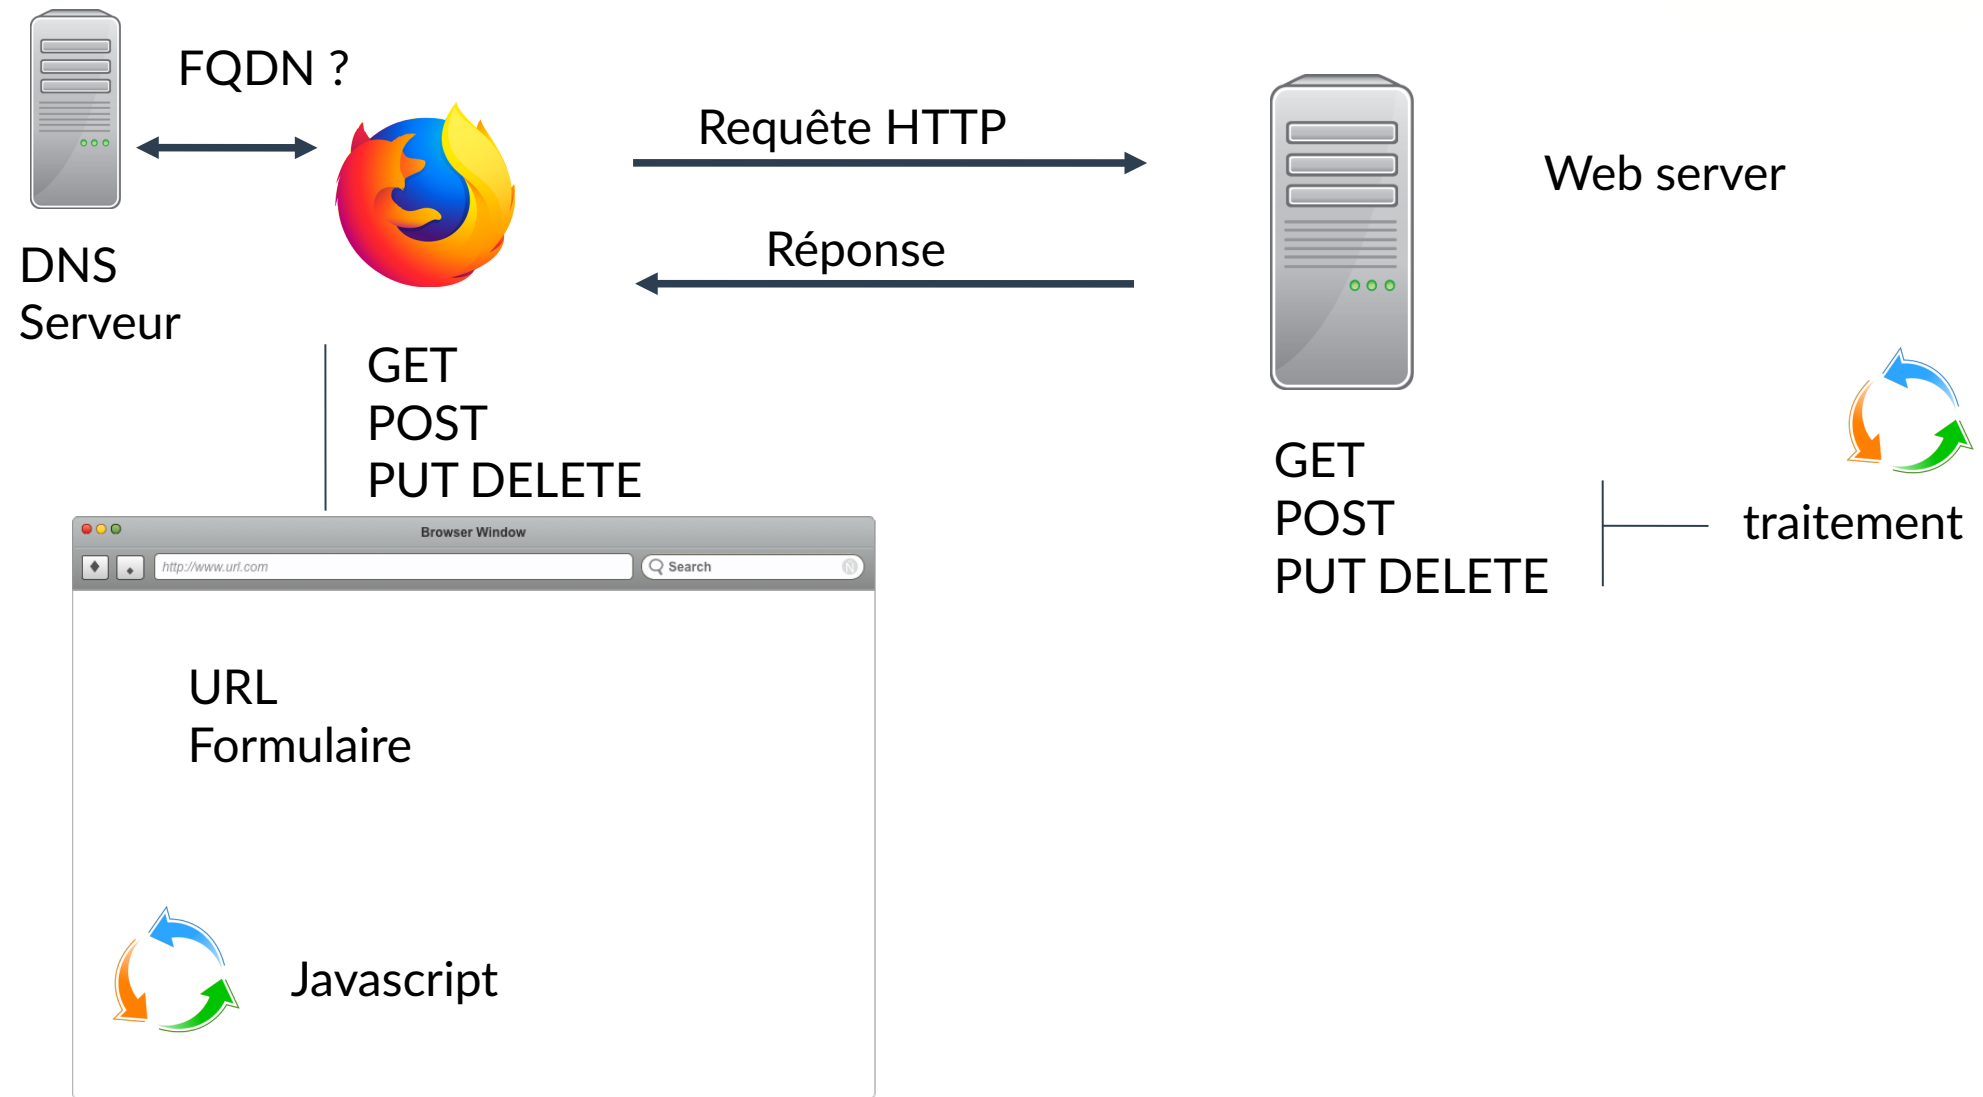 FQDN ?
DNS
Serveur
Requête HTTP
Réponse
Web server
GET
POST
PUT DELETE
GET
POST
PUT DELETE
traitement
Browser Window
http://www.url.com
Search
N
URL
Formulaire
Javascript